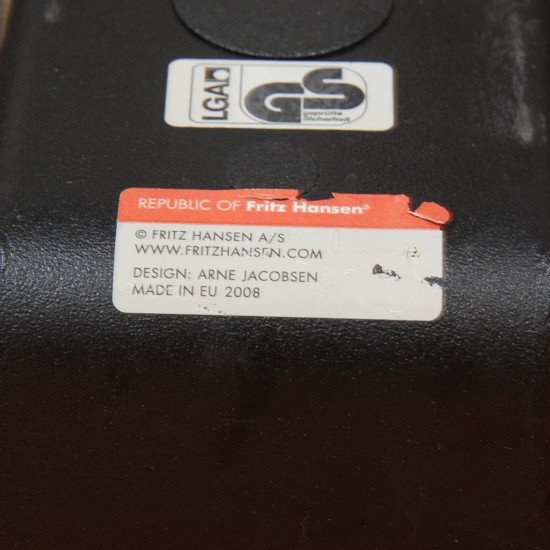 LGA
GS
geprüfte
Sicherheit
REPUBLIC OF Fritz Hansen®
© FRITZ HANSEN A/S
WWW.FRITZHANSEN.COM
DESIGN: ARNE JACOBSEN
MADE IN EU 2008